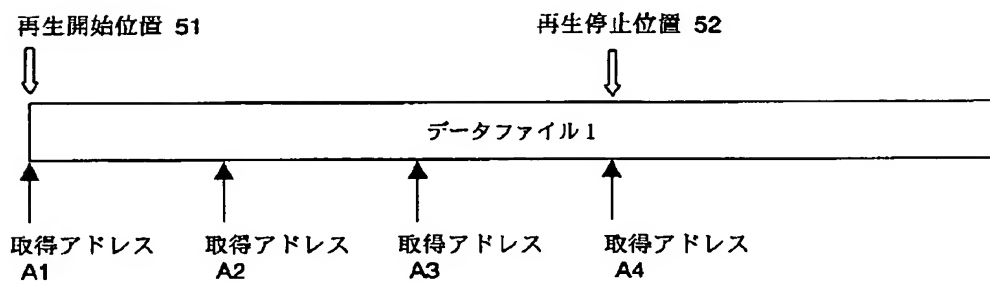 再生開始位置 51
再生停止位置 52
データファイル1
取得アドレス
A1
取得アドレス
A2
取得アドレス
A3
取得アドレス
A4